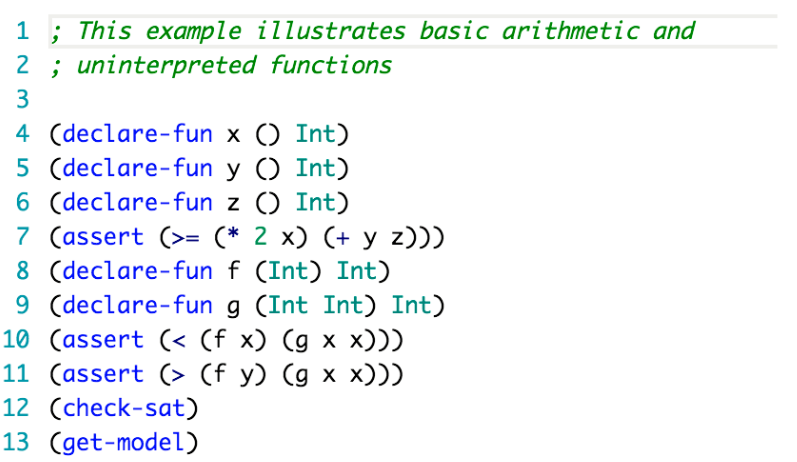 1 ; This example illustrates basic arithmetic and
2 ; uninterpreted functions
3
4 (declare-fun x () Int)
5 (declare-fun y () Int)
6 (declare-fun z () Int)
7 (assert (>= (* 2 x) (+ y z)))
8 (declare-fun f (Int) Int)
9 (declare-fun g (Int Int) Int)
10 (assert (< (f x) (g x x)))
11 (assert (> (f y) (g x x)))
12 (check-sat)
13 (get-model)